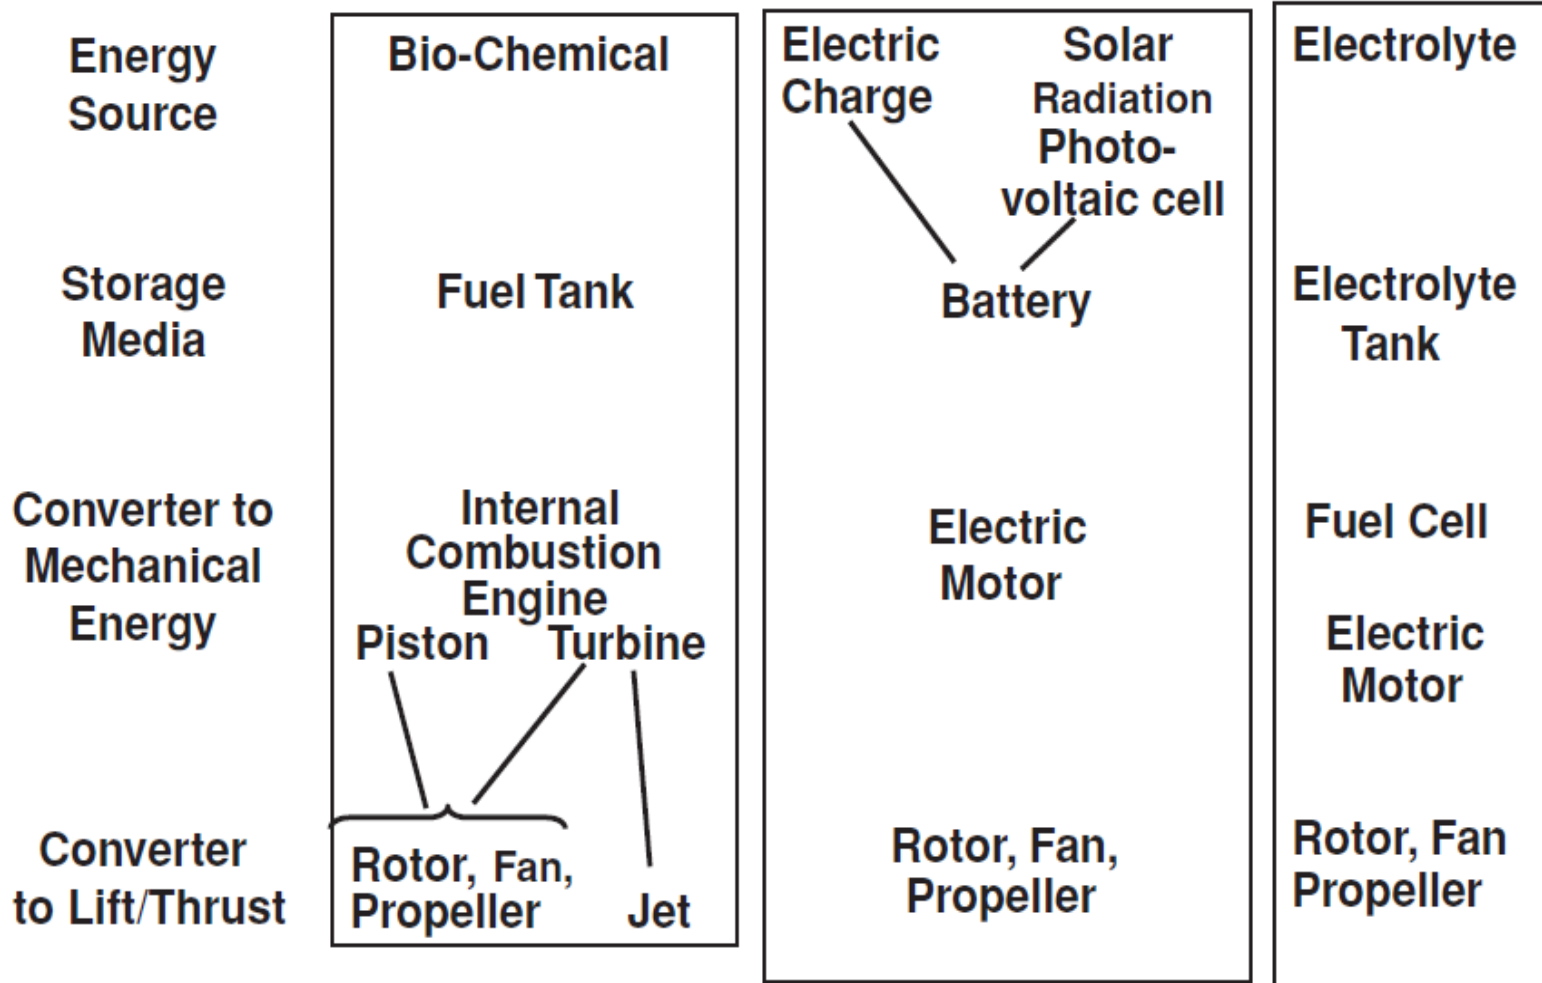 Energy
Source
Bio-Chemical
Electric
Charge
Solar
Radiation
Photo-
voltaic cell
Electrolyte
Storage
Media
Fuel Tank
Battery
Electrolyte
Tank
Converter to
Mechanical
Energy
Internal
Combustion
Engine
Piston Turbine
Electric
Motor
Fuel Cell
Electric
Motor
Converter
to Lift/Thrust
Rotor, Fan,
Propeller
Jet
Rotor, Fan,
Propeller
Rotor, Fan
Propeller